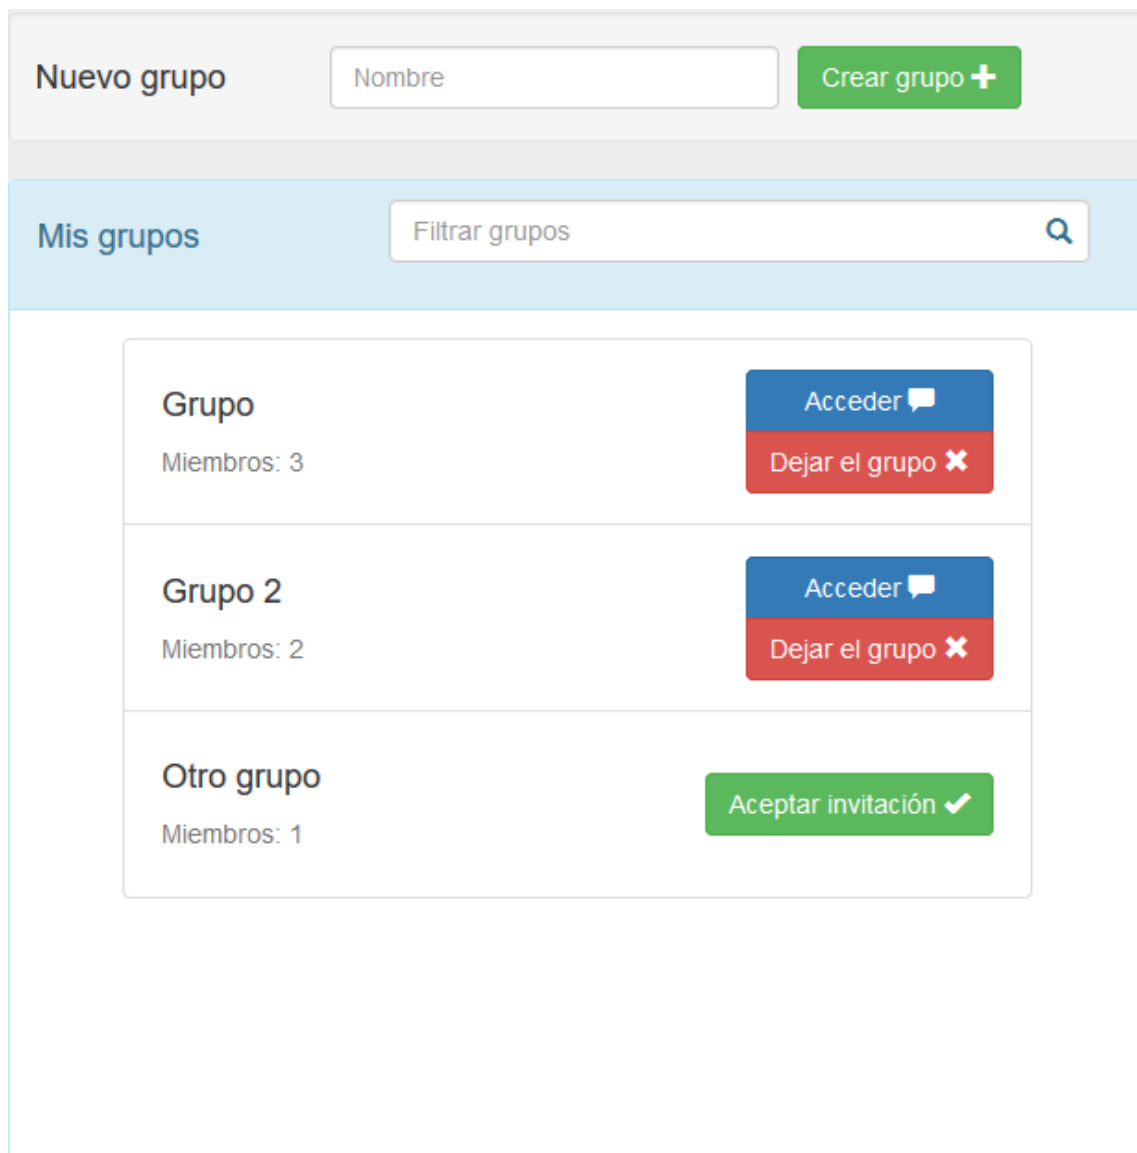 Nuevo grupo
Nombre
Crear grupo
Mis grupos
Filtrar grupos
Grupo
Miembros: 3
Acceder
Dejar el grupo
Grupo 2
Miembros: 2
Acceder
Dejar el grupo
Otro grupo
Miembros: 1
Aceptar invitación